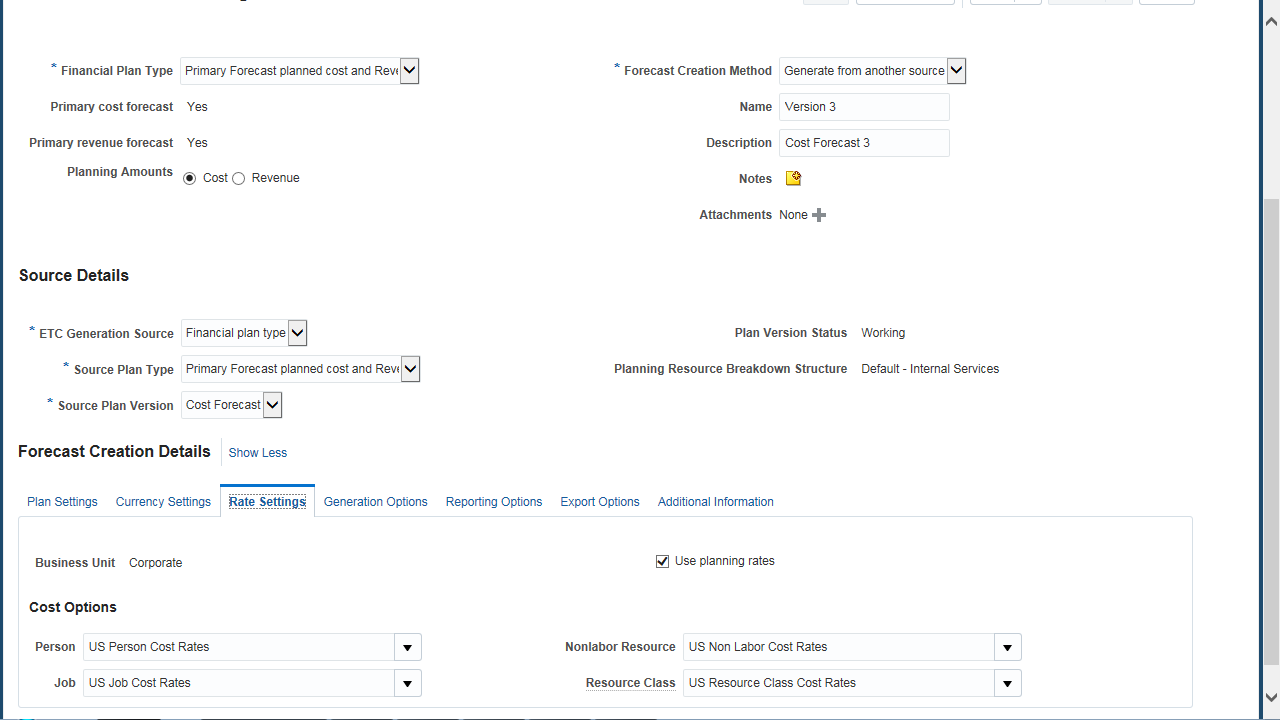 * Financial Plan Type Primary Forecast planned cost and Reve
* Forecast Creation Method Generate from another source
Primary cost forecast Yes
Name Version 3
Primary revenue forecast Yes
Description Cost Forecast 3
Planning Amounts Cost Revenue
Notes
Attachments None
Source Details
* ETC Generation Source Financial plan type
Plan Version Status Working
* Source Plan Type Primary Forecast planned cost and Reve
Planning Resource Breakdown Structure Default - Internal Services
* Source Plan Version Cost Forecast
Forecast Creation Details Show Less
Plan Settings Currency Settings Rate Settings Generation Options Reporting Options Export Options Additional Information
Business Unit Corporate
Use planning rates
Cost Options
Person US Person Cost Rates
Nonlabor Resource US Non Labor Cost Rates
Job US Job Cost Rates
Resource Class US Resource Class Cost Rates